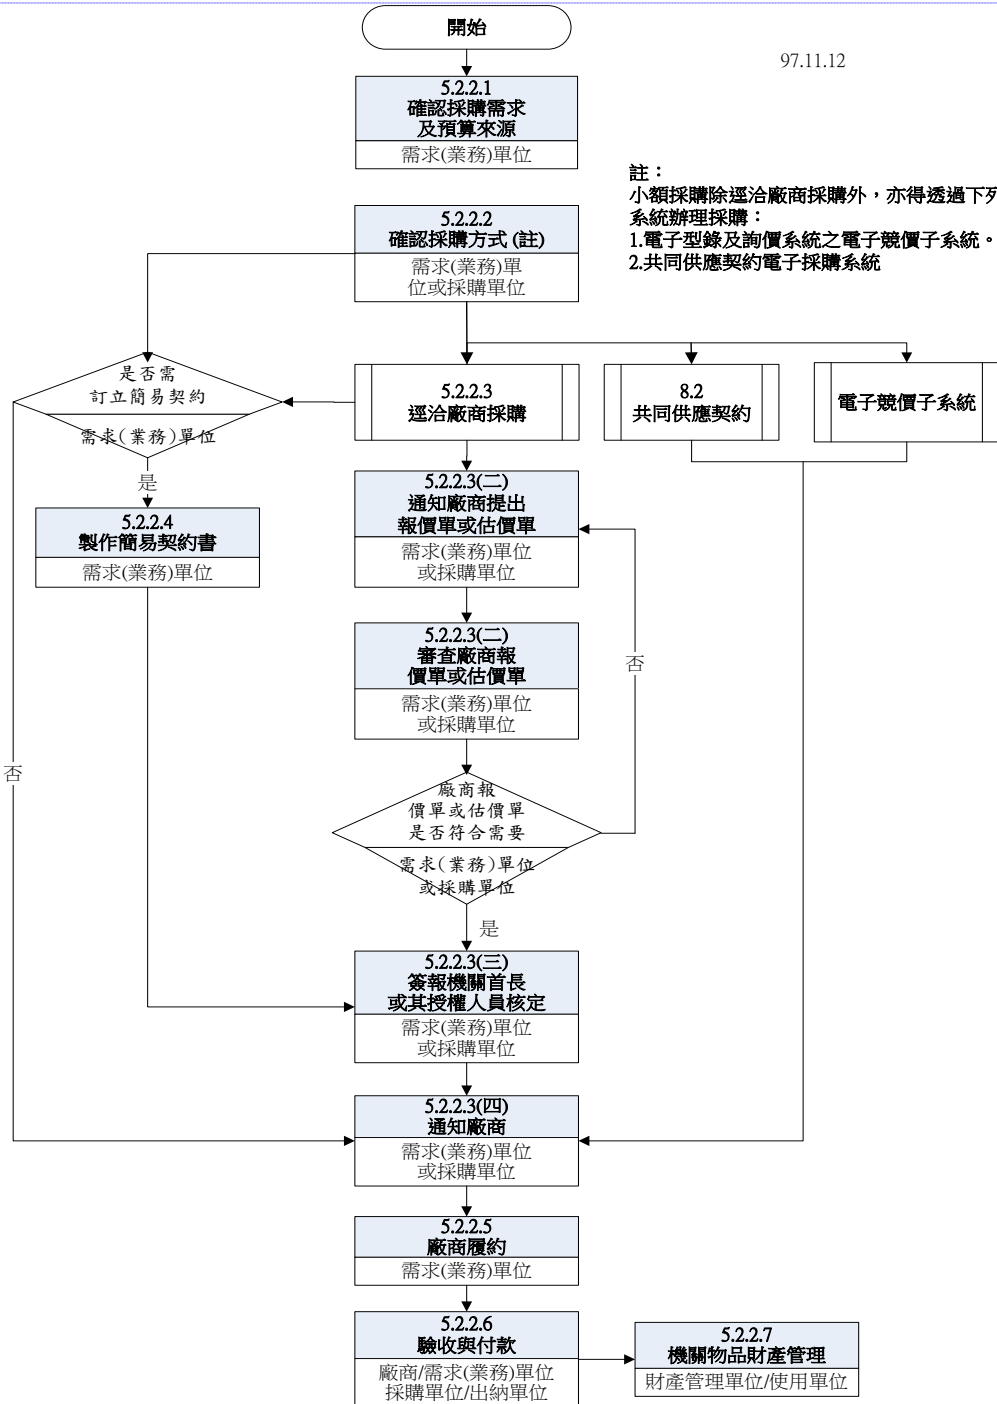 開始
97.11.12
5.2.2.1
確認採購需求
及預算來源
需求(業務)單位
註：
小額採購除逕洽廠商採購外，亦得透過下列
系統辦理採購：
1.電子型錄及詢價系統之電子競價子系統。
2.共同供應契約電子採購系統
5.2.2.2
確認採購方式 (註)
需求(業務)單
位或採購單位
是否需
訂立簡易契約
需求(業務)單位
5.2.2.3
逕洽廠商採購
8.2
共同供應契約
電子競價子系統
是
5.2.2.4
製作簡易契約書
需求(業務)單位
5.2.2.3(二)
通知廠商提出
報價單或估價單
需求(業務)單位
或採購單位
5.2.2.3(二)
審查廠商報
價單或估價單
需求(業務)單位
或採購單位
否
否
廠商報
價單或估價單
是否符合需要
需求(業務)單位
或採購單位
是
5.2.2.3(三)
簽報機關首長
或其授權人員核定
需求(業務)單位
或採購單位
5.2.2.3(四)
通知廠商
需求(業務)單位
或採購單位
5.2.2.5
廠商履約
需求(業務)單位
5.2.2.6
驗收與付款
廠商/需求(業務)單位
採購單位/出納單位
5.2.2.7
機關物品財產管理
財產管理單位/使用單位